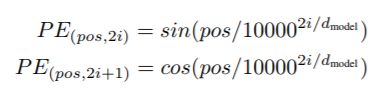 PE(pos,2i) = sin(pos/10000^2i/dmodel)
PE(pos,2i+1) = cos(pos/10000^2i/dmodel)